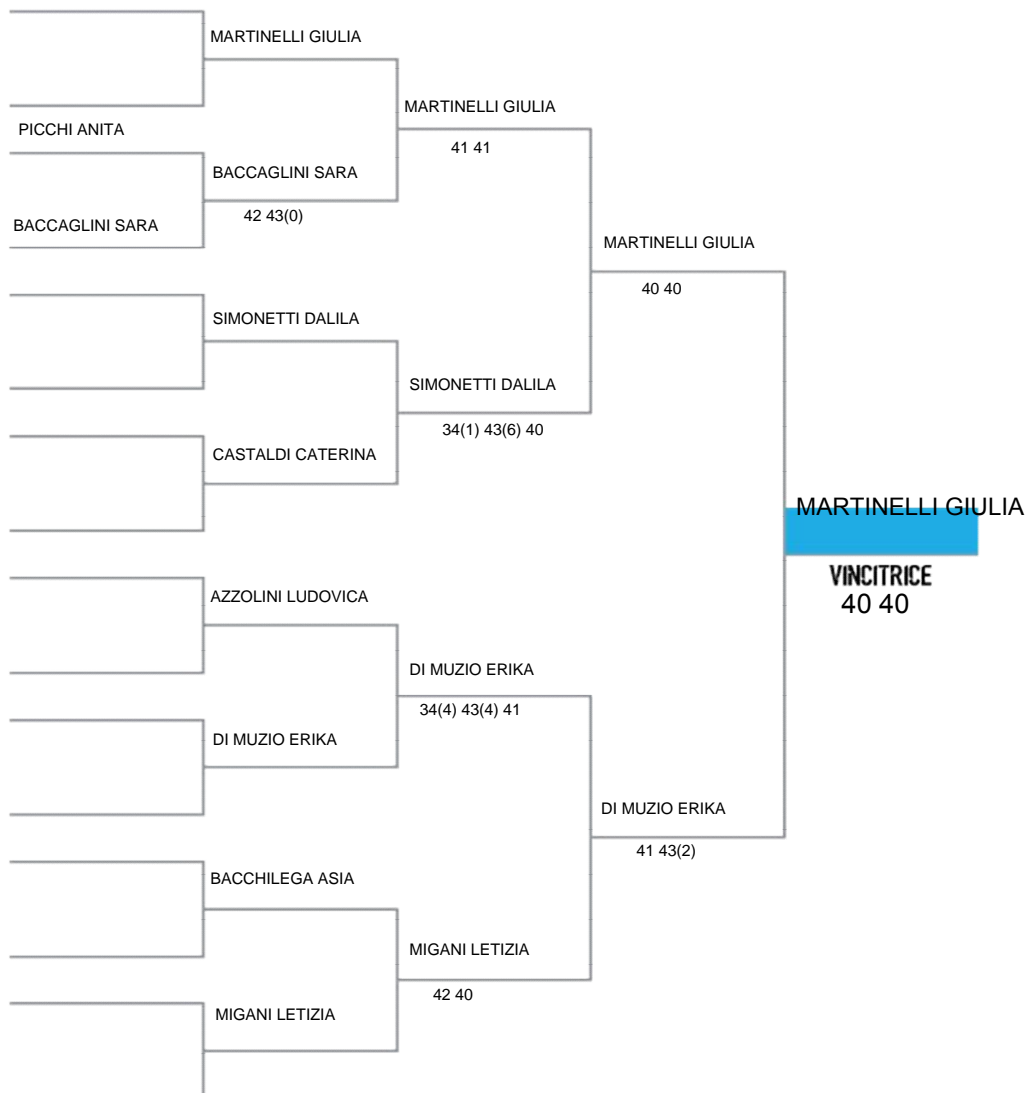 MARTINELLI GIULIA
MARTINELLI GIULIA
PICCHI ANITA
41 41
BACCAGLINI SARA
42 43(0)
BACCAGLINI SARA
MARTINELLI GIULIA
40 40
SIMONETTI DALILA
SIMONETTI DALILA
34(1) 43(6) 40
CASTALDI CATERINA
MARTINELLI GIULIA
VINCITRICE
40 40
AZZOLINI LUDOVICA
DI MUZIO ERIKA
34(4) 43(4) 41
DI MUZIO ERIKA
DI MUZIO ERIKA
41 43(2)
BACCHILEGA ASIA
MIGANI LETIZIA
42 40
MIGANI LETIZIA